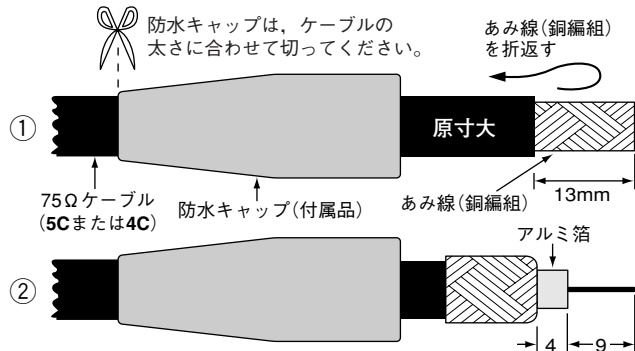 防水キャップは，ケーブルの
太さに合わせて切ってください。
あみ線(銅編組)
を折返す
①
原寸大
75Ωケーブル
(5Cまたは4C)
防水キャップ(付属品)
あみ線(銅編組)
13mm
アルミ箔
②
4
9